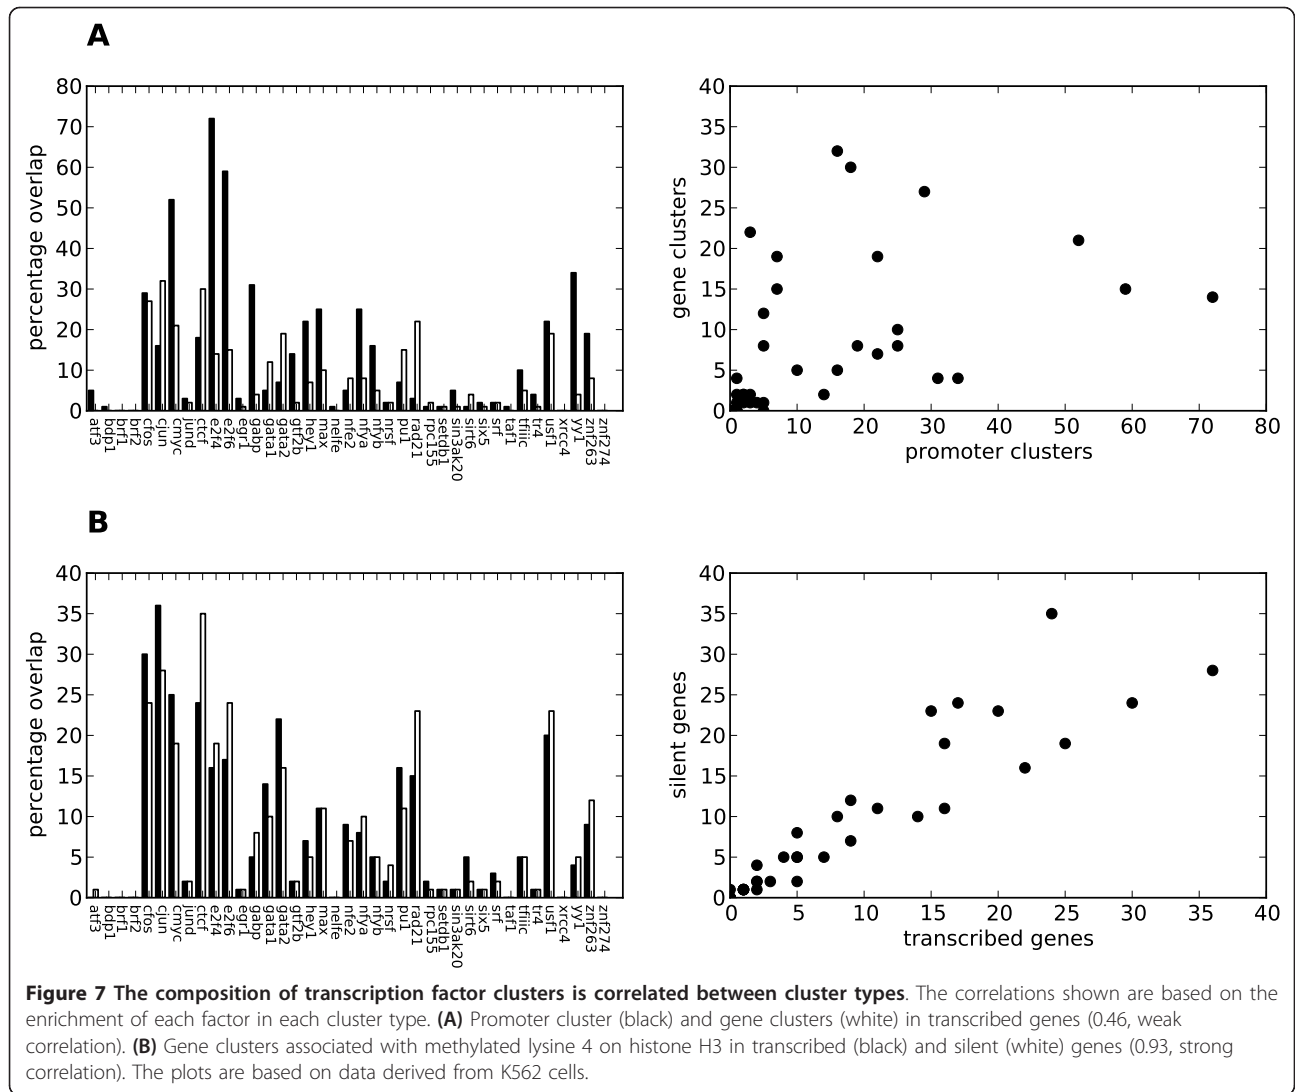 A
80
70
60
50
40
30
20
10
0
percentage overlap
atf3
bdp1
brf1
brf2
cfos
cjun
cmyc
jund
ctcf
e2f4
e2f6
egr1
gabp
gata1
gata2
gtf2b
hey1
max
nelfe
nfe2
nfya
nfyb
nrsf
pu1
rad21
rpc155
setdb1
sin3ak20
sirt6
six5
srf
taf1
tfiiic
tr4
usf1
xrcc4
yy1
znf263
znf274
40
35
30
25
20
15
10
5
0
gene clusters
0 10 20 30 40 50 60 70 80
promoter clusters
B
40
35
30
25
20
15
10
5
0
percentage overlap
atf3
bdp1
brf1
brf2
cfos
cjun
cmyc
jund
ctcf
e2f4
e2f6
egr1
gabp
gata1
gata2
gtf2b
hey1
max
nelfe
nfe2
nfya
nfyb
nrsf
pu1
rad21
rpc155
setdb1
sin3ak20
sirt6
six5
srf
taf1
tfiiic
tr4
usf1
xrcc4
yy1
znf263
znf274
40
35
30
25
20
15
10
5
0
silent genes
0 5 10 15 20 25 30 35 40
transcribed genes
Figure 7 The composition of transcription factor clusters is correlated between cluster types. The correlations shown are based on the
enrichment of each factor in each cluster type. (A) Promoter cluster (black) and gene clusters (white) in transcribed genes (0.46, weak
correlation). (B) Gene clusters associated with methylated lysine 4 on histone H3 in transcribed (black) and silent (white) genes (0.93, strong
correlation). The plots are based on data derived from K562 cells.